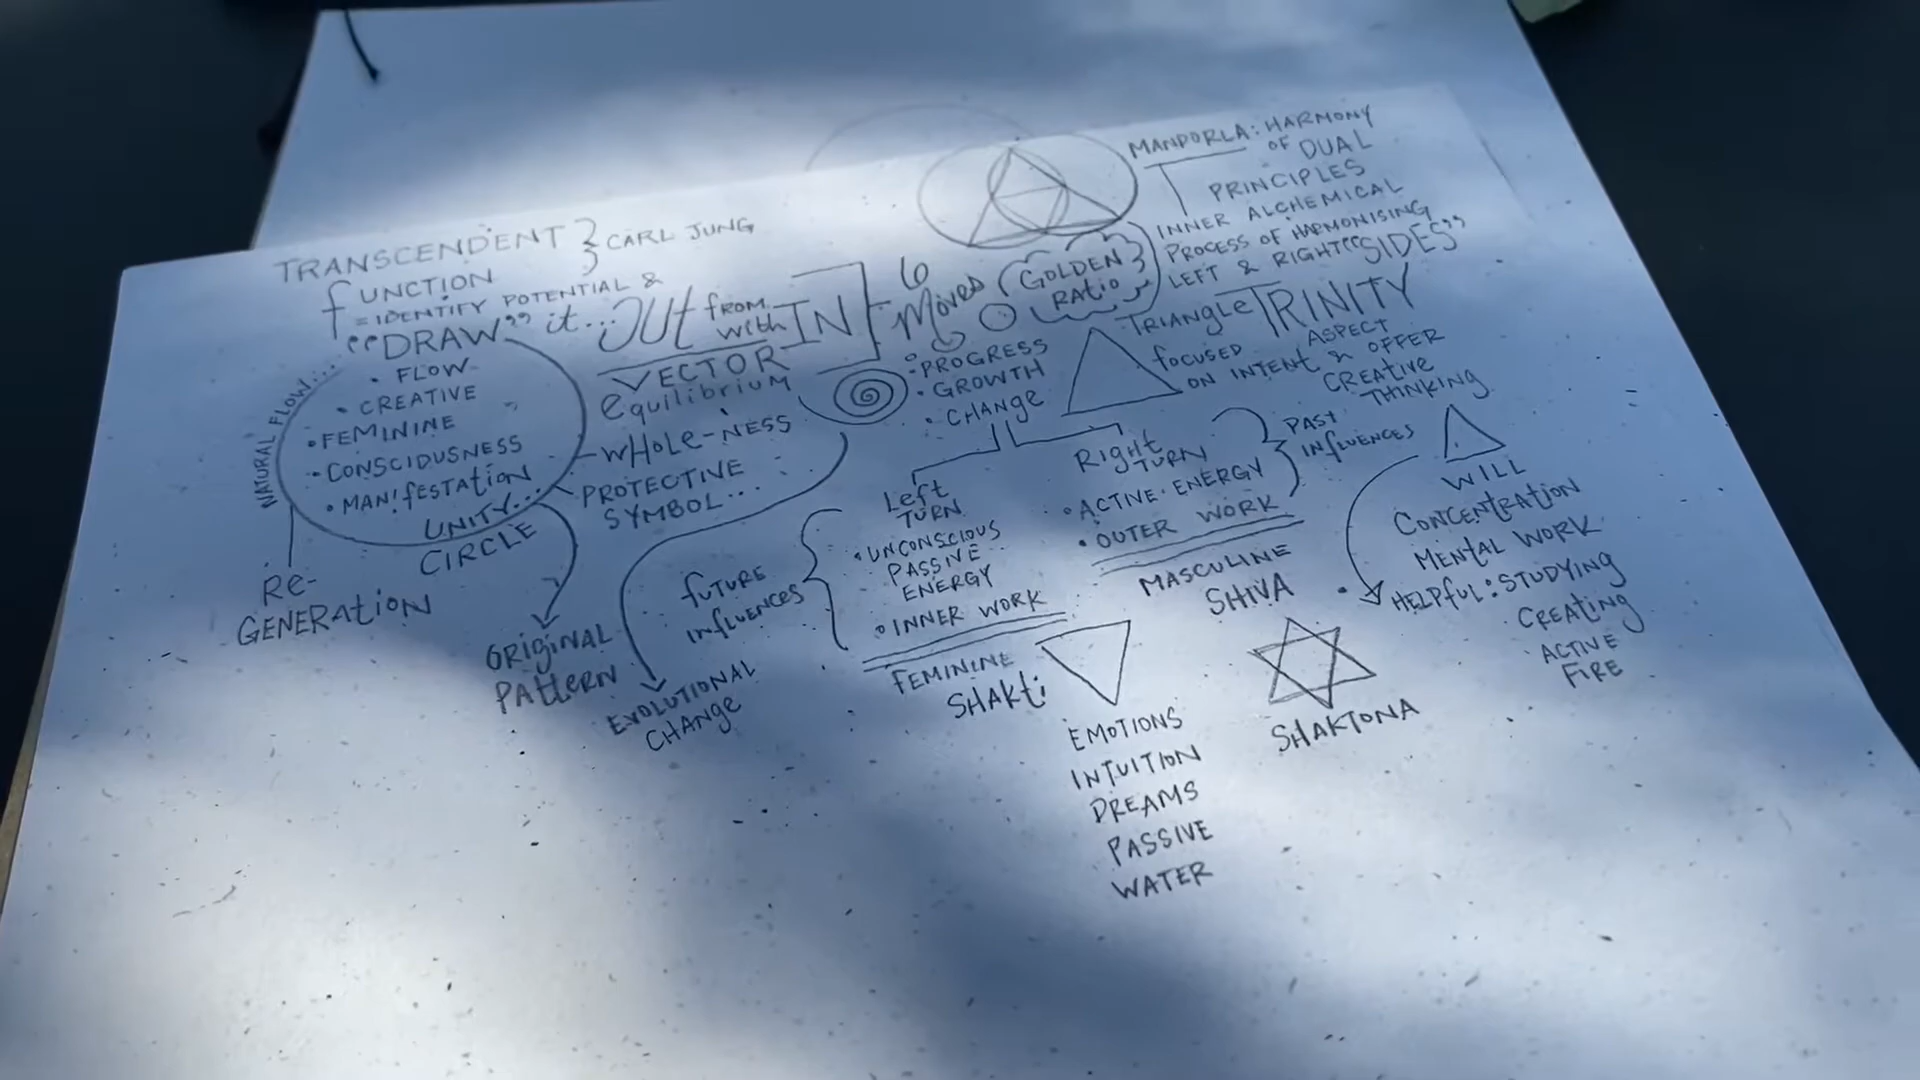 TRANSCENDENT } CARL JUNG
FUNCTION
= IDENTIFY POTENTIAL &
"DRAW" it... OUt from withIN
NATURAL FLOW...
• FLOW
• CREATIVE
• FEMININE
• CONSCIOUSNESS
• MANifESTATION
UNITY...
CIRCLE
Re-
GENERATiON
ORiginAL
PAtteRN
VECTOR
equilibrium
WHOLe-NESS
PROTECTIVE
SYMBOL...
EVOLUTIONAL
CHANge
6
Moves
• PROGRESS
• GROWTH
• CHANGe
GOLDEN
RAtio
MANDORLA: HARMONY
OF DUAL
PRINCIPLES
INNER ALCHEMICAL
PROCESS OF HARMONISING
LEFT & RIGHT "SIDES"
TRiANgle TRINITY
ASPECT
focused
ON INTENT & OFFER
CREATiVE
THINKING
Left
TURN
• UNCONSCIOUS
PASSIVE
ENERGY
• INNER WORK
fUTURE
INflUENCES
FEMININE
SHAKti
EMOTIONS
INTUITION
DREAMS
PASSIVE
WATER
RigHt
TURN
• ACTIVE • ENERGY
• OUTER WORK
PAST
INflUENCES
MASCULINE
SHIVA
SHAKTONA
WILL
CONCENtRAtiON
MENtAL WORK
HELPfUL: STUDYING
CREATING
ACTIVE
FIRE